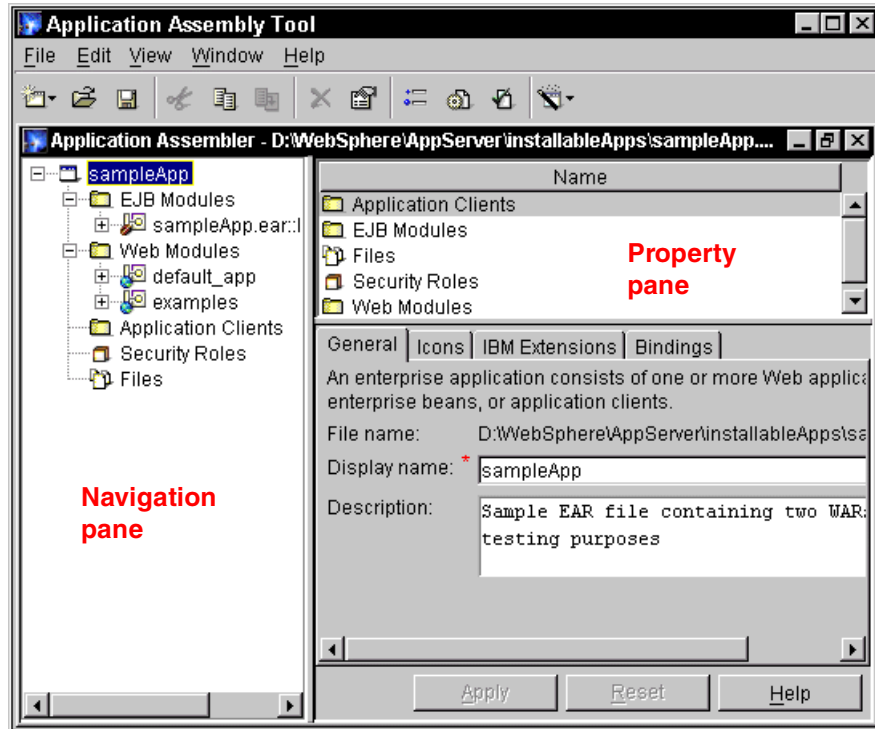 Application Assembly Tool
File Edit View Window Help
Application Assembler - D:\WebSphere\AppServer\installableApps\sampleApp....
sampleApp
EJB Modules
sampleApp.ear::
Web Modules
default_app
examples
Application Clients
Security Roles
Files
Navigation
pane
Name
Application Clients
EJB Modules
Files
Security Roles
Web Modules
Property
pane
General Icons IBM Extensions Bindings
An enterprise application consists of one or more Web applica
enterprise beans, or application clients.
File name: D:\WebSphere\AppServer\installableApps\sa
Display name: * sampleApp
Description: Sample EAR file containing two WAR
testing purposes
Apply Reset Help